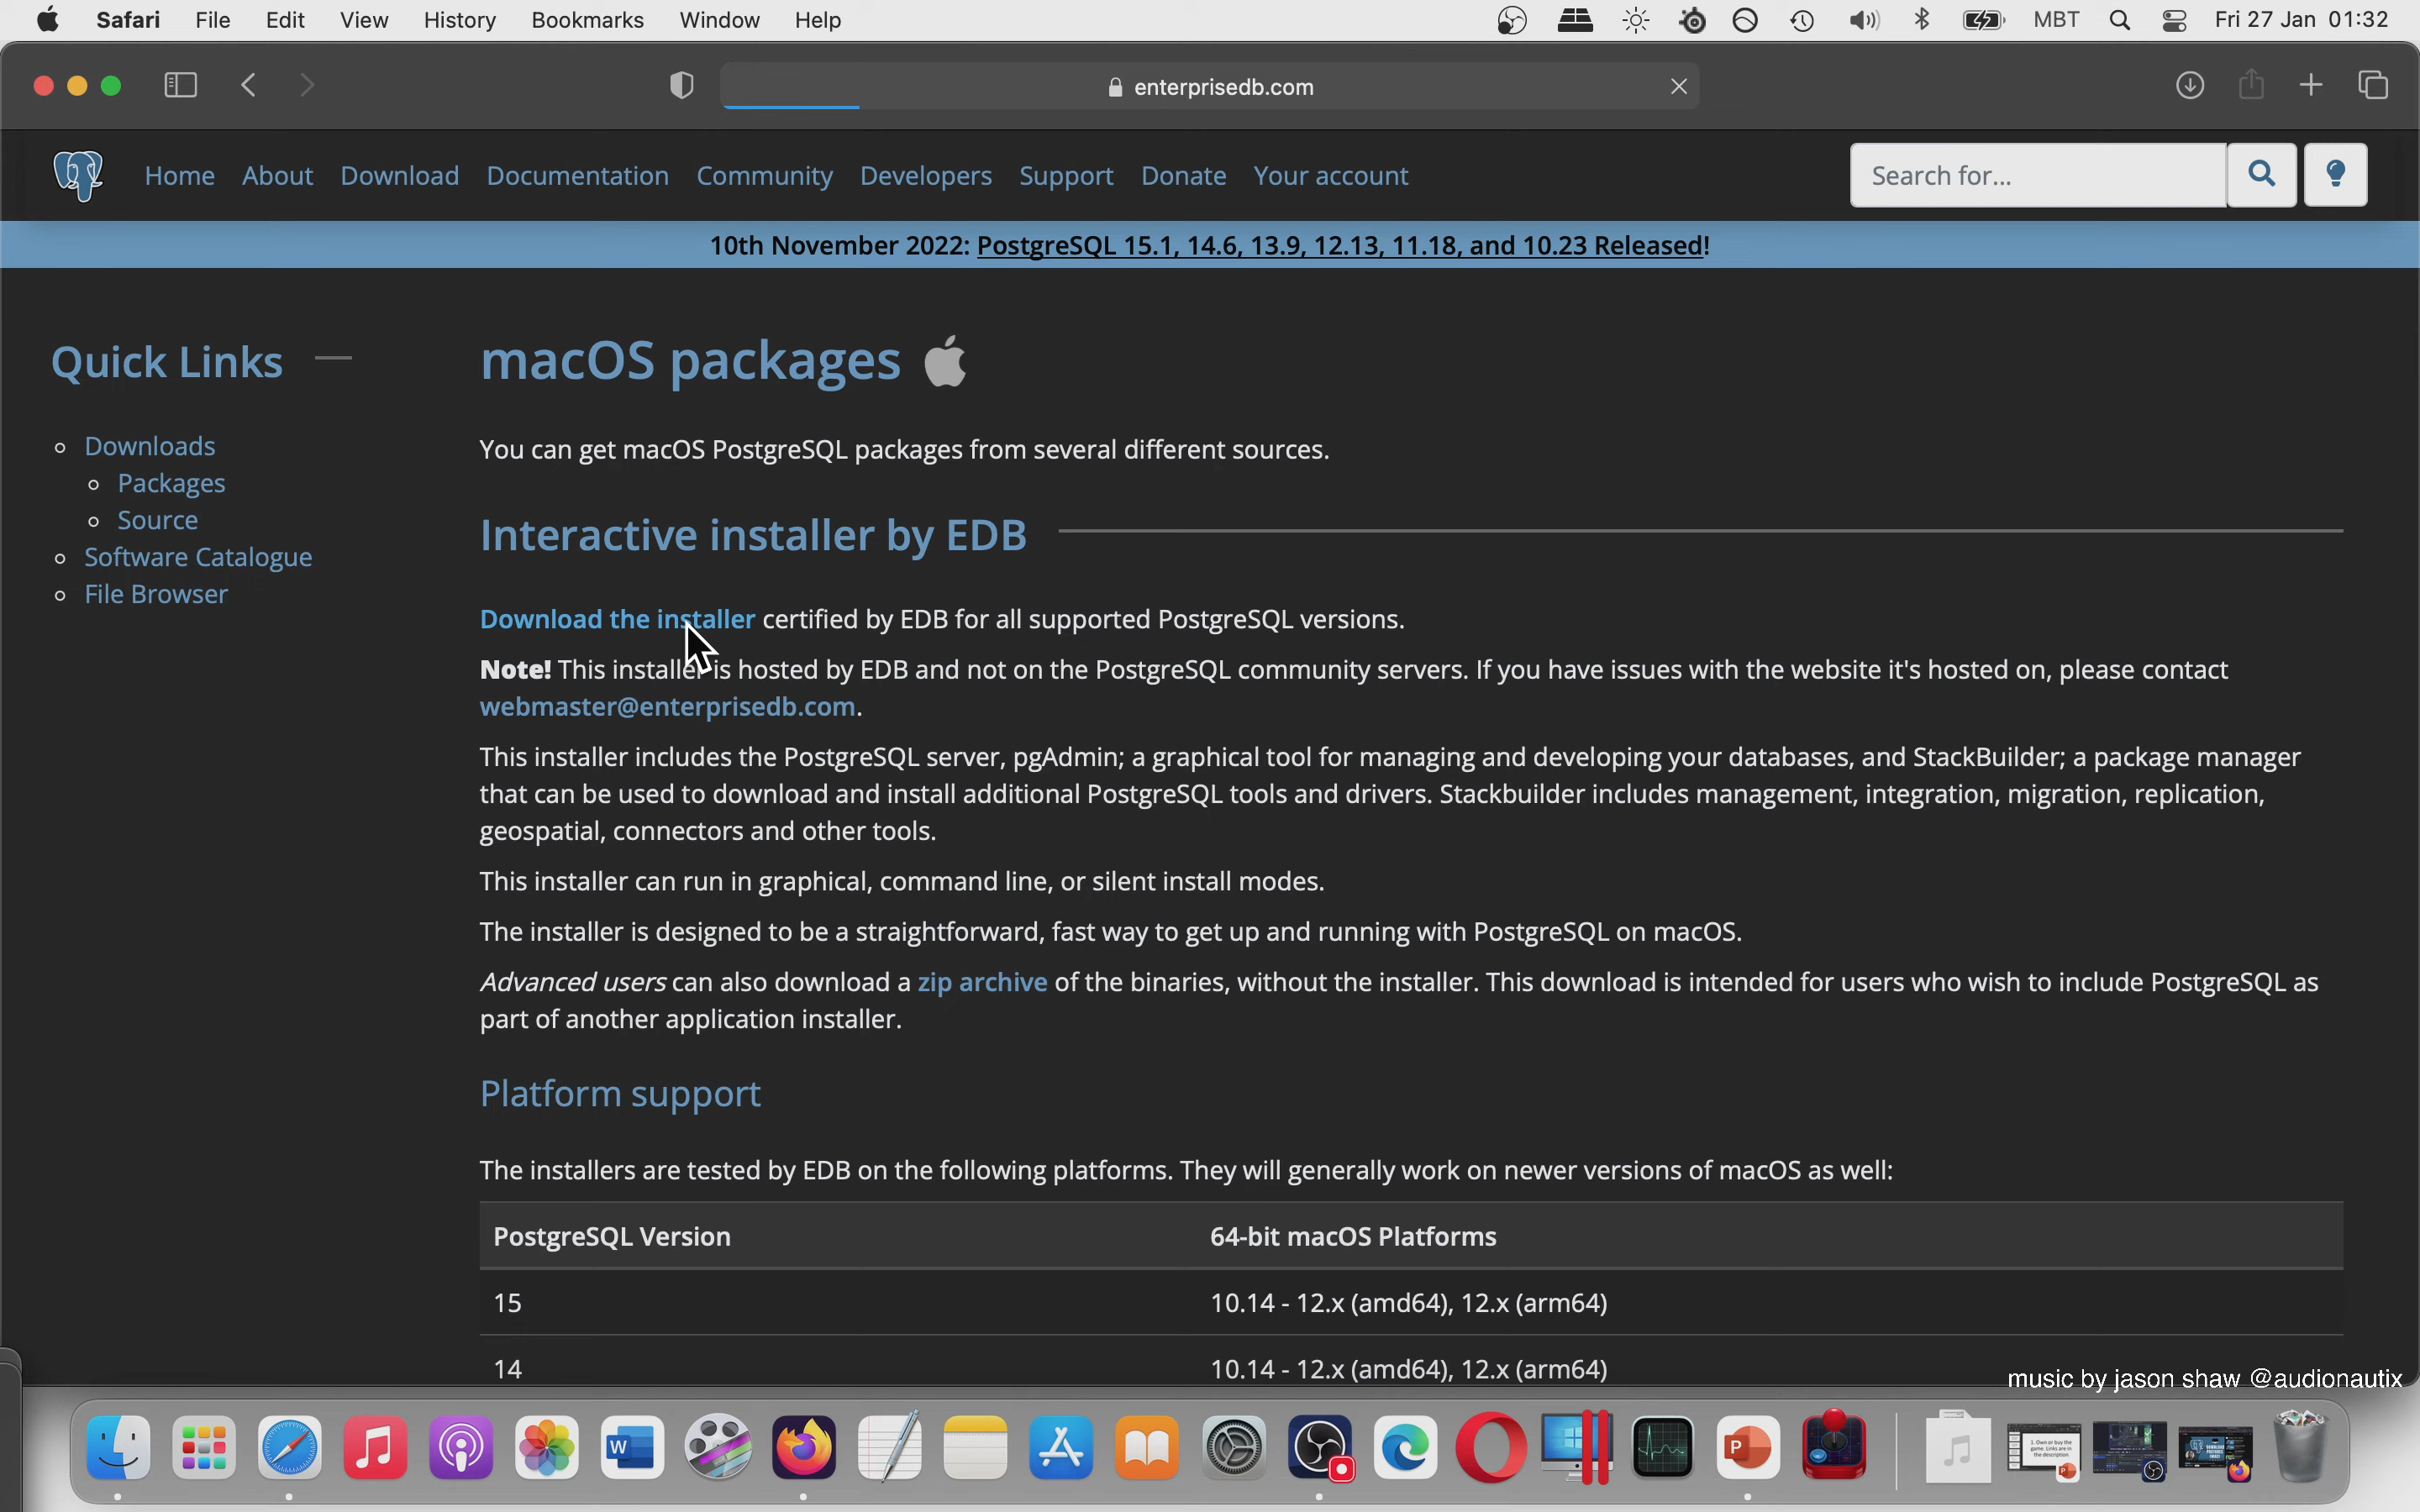 Safari File Edit View History Bookmarks Window Help MBT Fri 27 Jan 01:32
enterprisedb.com
Home About Download Documentation Community Developers Support Donate Your account Search for...
10th November 2022: PostgreSQL 15.1, 14.6, 13.9, 12.13, 11.18, and 10.23 Released!
Quick Links
Downloads
Packages
Source
Software Catalogue
File Browser
macOS packages
You can get macOS PostgreSQL packages from several different sources.
Interactive installer by EDB
Download the installer certified by EDB for all supported PostgreSQL versions.
Note! This installer is hosted by EDB and not on the PostgreSQL community servers. If you have issues with the website it's hosted on, please contact
webmaster@enterprisedb.com.
This installer includes the PostgreSQL server, pgAdmin; a graphical tool for managing and developing your databases, and StackBuilder; a package manager
that can be used to download and install additional PostgreSQL tools and drivers. Stackbuilder includes management, integration, migration, replication,
geospatial, connectors and other tools.
This installer can run in graphical, command line, or silent install modes.
The installer is designed to be a straightforward, fast way to get up and running with PostgreSQL on macOS.
Advanced users can also download a zip archive of the binaries, without the installer. This download is intended for users who wish to include PostgreSQL as
part of another application installer.
Platform support
The installers are tested by EDB on the following platforms. They will generally work on newer versions of macOS as well:
PostgreSQL Version 64-bit macOS Platforms
15 10.14 - 12.x (amd64), 12.x (arm64)
14 10.14 - 12.x (amd64), 12.x (arm64)
music by jason shaw @audionautix